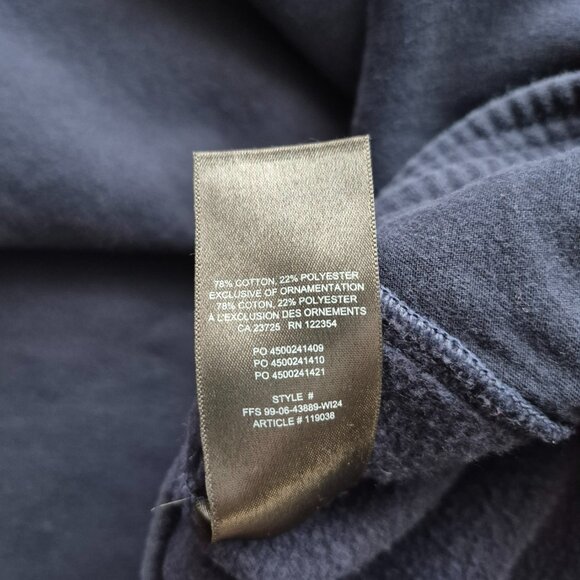 78% COTTON, 22% POLYESTER
EXCLUSIVE OF ORNAMENTATION
78% COTON, 22% POLYESTER
À L'EXCLUSION DES ORNEMENTS
CA 23725 RN 122354
PO 4500241409
PO 4500241410
PO 4500241421
STYLE #
FFS 99-06-43889-WI24
ARTICLE # 119038